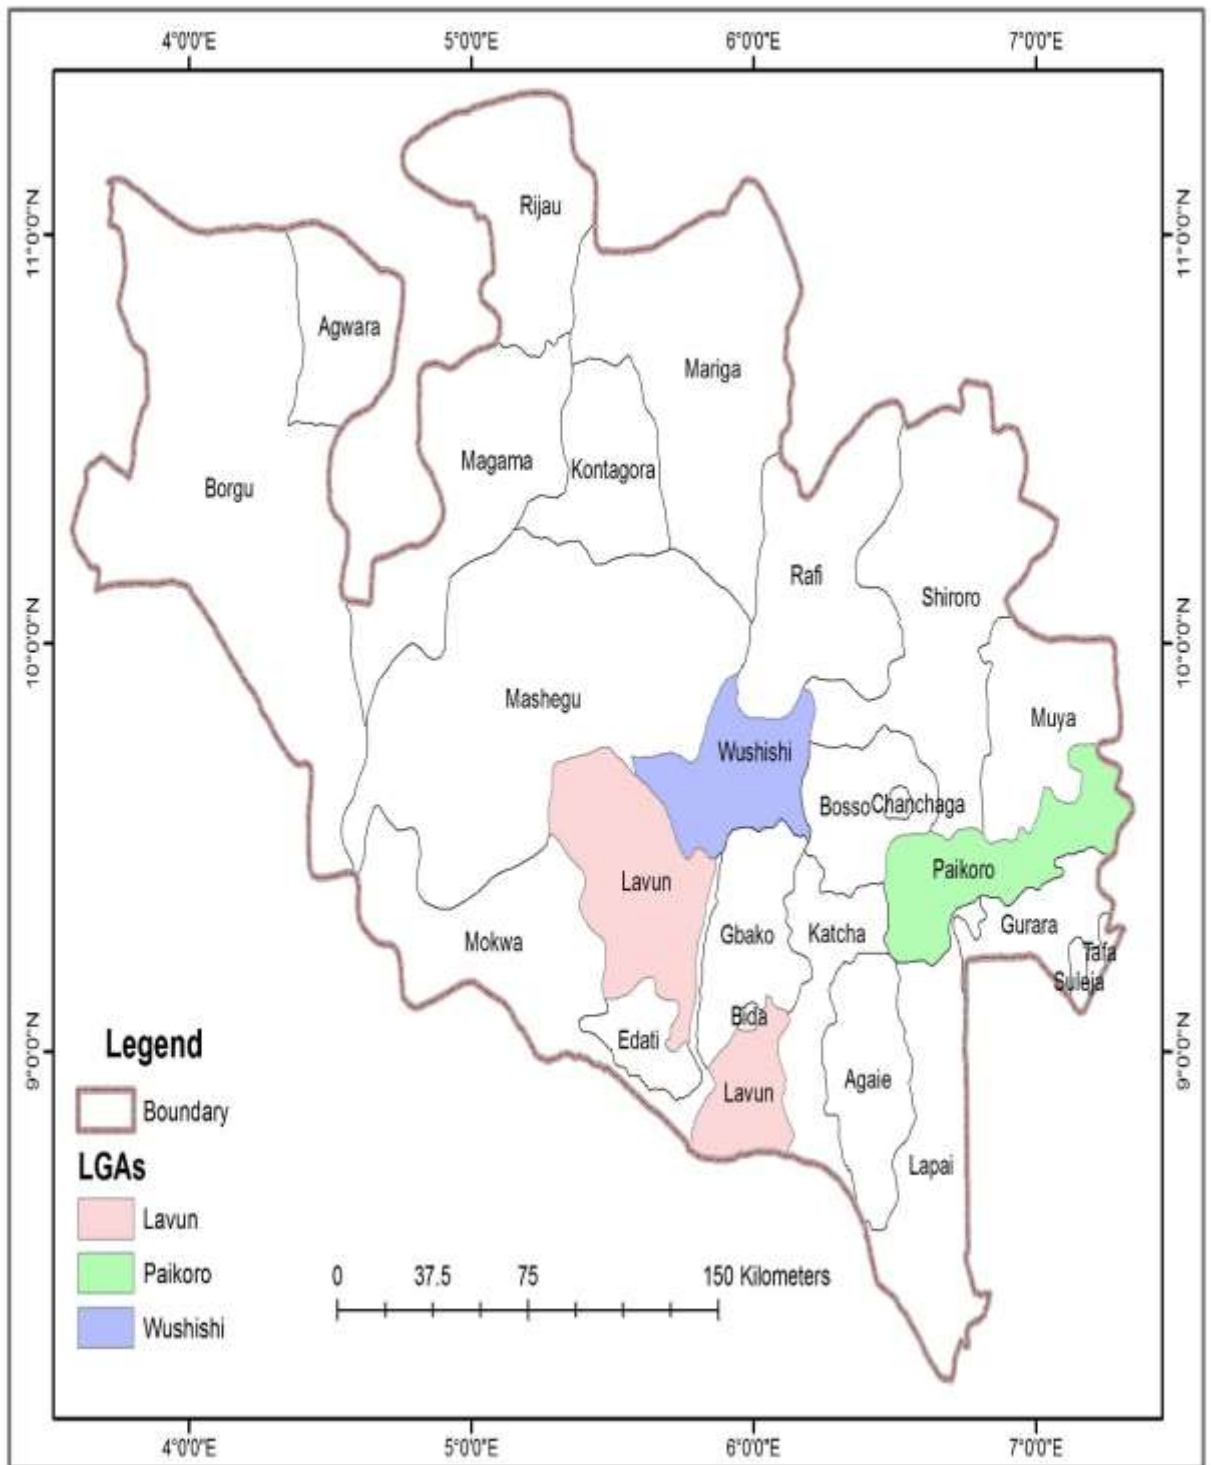 4°0'0"E 5°0'0"E 6°0'0"E 7°0'0"E
11°0'0"N 11°0'0"N
Rijau
Agwara
Mariga
Magama
Kontagora
Borgu
Rafi
Shiroro
10°0'0"N 10°0'0"N
Mashegu
Muya
Wushishi
Bosso Chanchaga
Lavun
Paikoro
Mokwa
Gbako
Katcha
Gurara
Tafa
Suleja
Bida
Edati
9°0'0"N 9°0'0"N
Agaie
Lavun
Lapai
Legend
Boundary
LGAs
Lavun
Paikoro
Wushishi
0 37.5 75 150 Kilometers
4°0'0"E 5°0'0"E 6°0'0"E 7°0'0"E